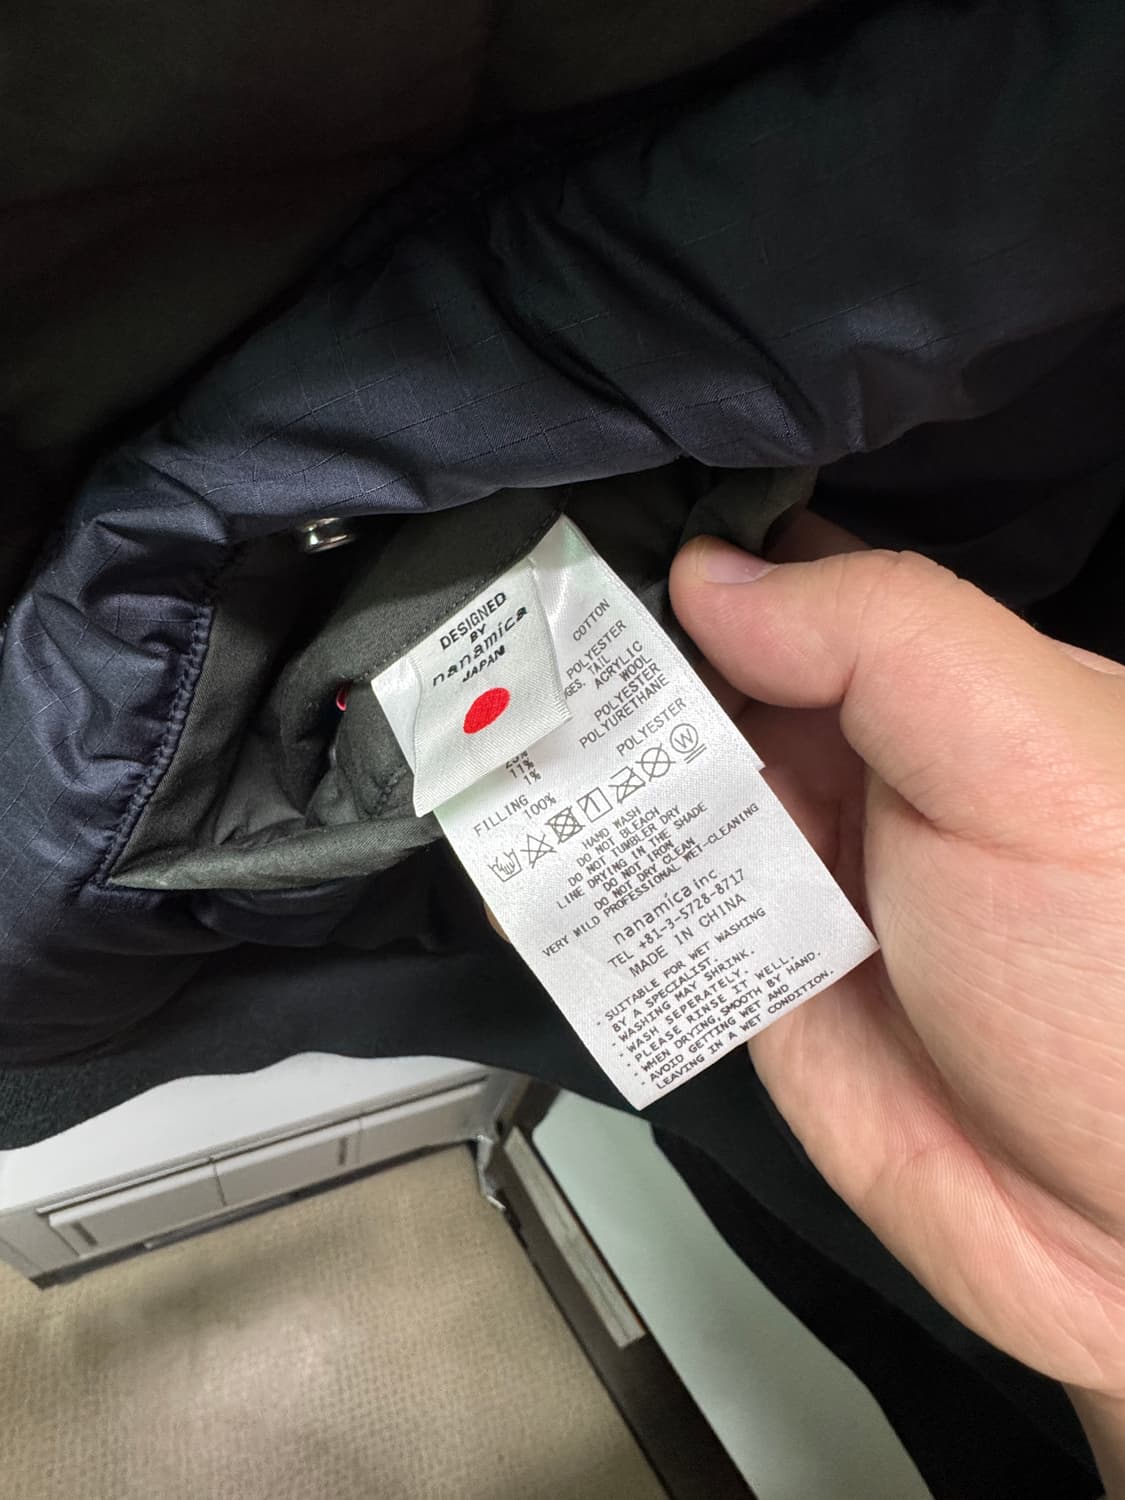 DESIGNED
BY
nanamica
JAPAN
COTTON
POLYESTER
GES, TAIL
ACRYLIC
WOOL
POLYESTER
POLYURETHANE
11%
1%
POLYESTER
FILLING
100%
W
HAND WASH
DO NOT BLEACH
DO NOT TUMBLER DRY
LINE DRYING IN THE SHADE
DO NOT IRON
DO NOT DRY CLEAN
VERY MILD PROFESSIONAL WET-CLEANING
nanamica inc.
TEL +81-3-5728-8717
MADE IN CHINA
- SUITABLE FOR WET WASHING
BY A SPECIALIST.
- WASHING MAY SHRINK.
- WASH SEPERATELY.
- PLEASE RINSE IT WELL.
- WHEN DRYING, SMOOTH BY HAND.
- AVOID GETTING WET AND
LEAVING IN A WET CONDITION.